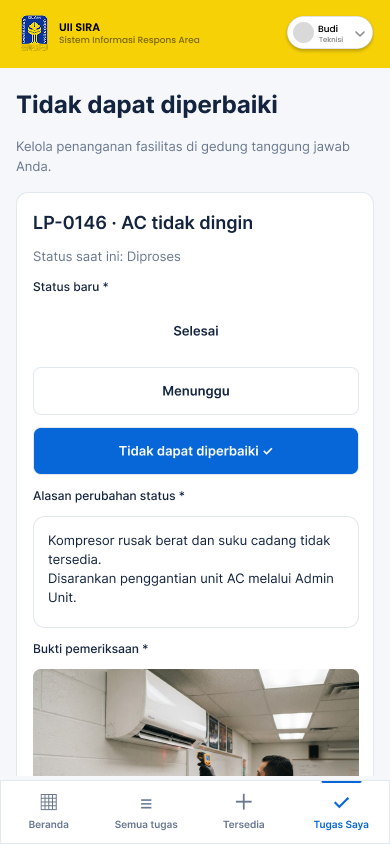 UII SIRA
Sistem Informasi Respons Area
Budi
Teknisi
Tidak dapat diperbaiki
Kelola penanganan fasilitas di gedung tanggung jawab
Anda.
LP-0146 · AC tidak dingin
Status saat ini: Diproses
Status baru *
Selesai
Menunggu
Tidak dapat diperbaiki ✓
Alasan perubahan status *
Kompresor rusak berat dan suku cadang tidak
tersedia.
Disarankan penggantian unit AC melalui Admin
Unit.
Bukti pemeriksaan *
Beranda
Semua tugas
Tersedia
Tugas Saya